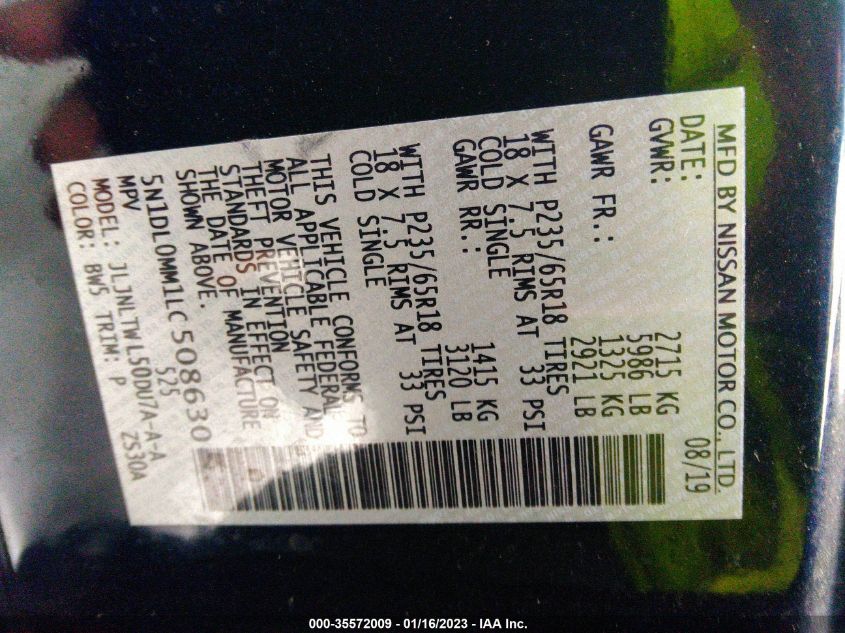 MFD BY NISSAN MOTOR CO., LTD.
DATE: 08/19
GVWR: 2715 KG
5986 LB
GAWR FR.: 1325 KG
2921 LB
WITH P235/65R18 TIRES
18 X 7.5 RIMS AT 33 PSI
COLD SINGLE
GAWR RR.: 1415 KG
3120 LB
WITH P235/65R18 TIRES
18 X 7.5 RIMS AT 33 PSI
COLD SINGLE
THIS VEHICLE CONFORMS TO
ALL APPLICABLE FEDERAL
MOTOR VEHICLE SAFETY AND
THEFT PREVENTION
STANDARDS IN EFFECT ON
THE DATE OF MANUFACTURE
SHOWN ABOVE.
5N1DL0MM1LC508630
MPV 525
MODEL: JLJNLTWL50DU7A-A-A
COLOR: BW5 TRIM: P ZS30A
000-35572009 - 01/16/2023 - IAA Inc.